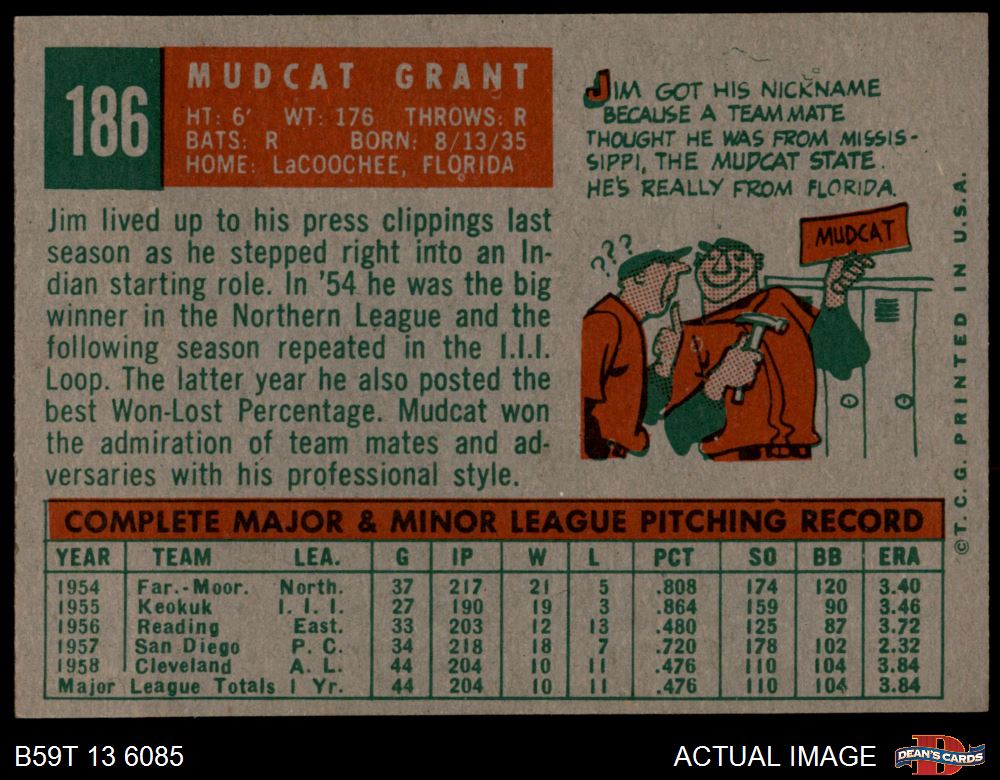 186
MUDCAT GRANT
HT: 6' WT: 176 THROWS: R
BATS: R BORN: 8/13/35
HOME: LaCOOCHEE, FLORIDA
Jim lived up to his press clippings last
season as he stepped right into an In-
dian starting role. In '54 he was the big
winner in the Northern League and the
following season repeated in the I.I.I.
Loop. The latter year he also posted the
best Won-Lost Percentage. Mudcat won
the admiration of team mates and ad-
versaries with his professional style.
JIM GOT HIS NICKNAME
BECAUSE A TEAM MATE
THOUGHT HE WAS FROM MISSIS-
SIPPI, THE MUDCAT STATE.
HE'S REALLY FROM FLORIDA.
???
MUDCAT
COMPLETE MAJOR & MINOR LEAGUE PITCHING RECORD
YEAR TEAM LEA. G IP W L PCT SO BB ERA
1954 Far.-Moor. North. 37 217 21 5 .808 174 120 3.40
1955 Keokuk I. I. I. 27 190 19 3 .864 159 90 3.46
1956 Reading East. 33 203 12 13 .480 125 87 3.72
1957 San Diego P. C. 34 218 18 7 .720 178 102 2.32
1958 Cleveland A. L. 44 204 10 11 .476 110 104 3.84
Major League Totals 1 Yr. 44 204 10 11 .476 110 104 3.84
© T. C. G. PRINTED IN U.S.A.
B59T 13 6085
ACTUAL IMAGE
DEAN'S CARDS